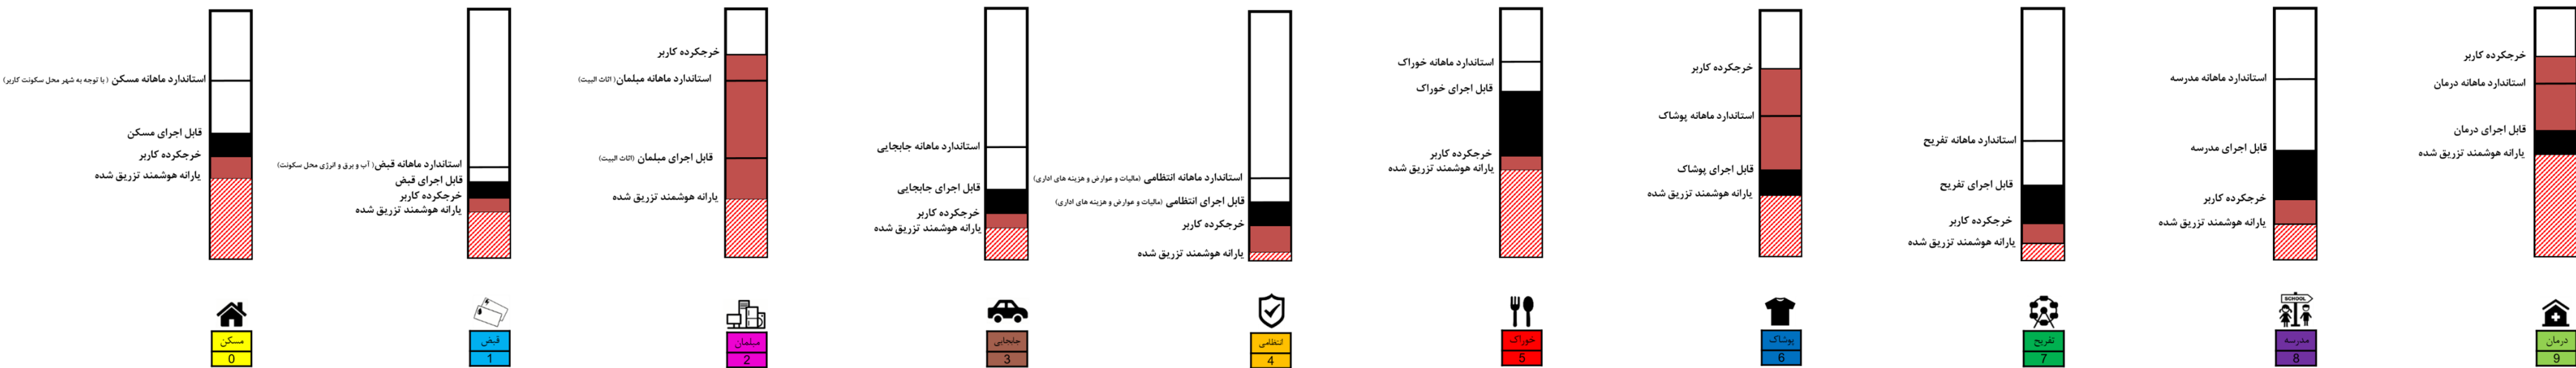 استاندارد ماهانه مسکن ( با توجه به شهر محل سکونت کاربر)
قابل اجرای مسکن
خرجکرده کاربر
یارانه هوشمند تزریق شده
مسکن
0
استاندارد ماهانه قبض( آب و برق و انرژی محل سکونت)
قابل اجرای قبض
خرجکرده کاربر
یارانه هوشمند تزریق شده
قبض
1
خرجکرده کاربر
استاندارد ماهانه مبلمان( اثاث البیت)
قابل اجرای مبلمان (اثاث البیت)
یارانه هوشمند تزریق شده
مبلمان
2
استاندارد ماهانه جابجایی
قابل اجرای جابجایی
خرجکرده کاربر
یارانه هوشمند تزریق شده
جابجایی
3
استاندارد ماهانه انتظامی (مالیات و عوارض و هزینه های اداری)
قابل اجرای انتظامی (مالیات و عوارض و هزینه های اداری)
خرجکرده کاربر
یارانه هوشمند تزریق شده
انتظامی
4
استاندارد ماهانه خوراک
قابل اجرای خوراک
خرجکرده کاربر
یارانه هوشمند تزریق شده
خوراک
5
خرجکرده کاربر
استاندارد ماهانه پوشاک
قابل اجرای پوشاک
یارانه هوشمند تزریق شده
پوشاک
6
استاندارد ماهانه تفریح
قابل اجرای تفریح
خرجکرده کاربر
یارانه هوشمند تزریق شده
تفریح
7
استاندارد ماهانه مدرسه
قابل اجرای مدرسه
خرجکرده کاربر
یارانه هوشمند تزریق شده
SCHOOL
مدرسه
8
خرجکرده کاربر
استاندارد ماهانه درمان
قابل اجرای درمان
یارانه هوشمند تزریق شده
درمان
9